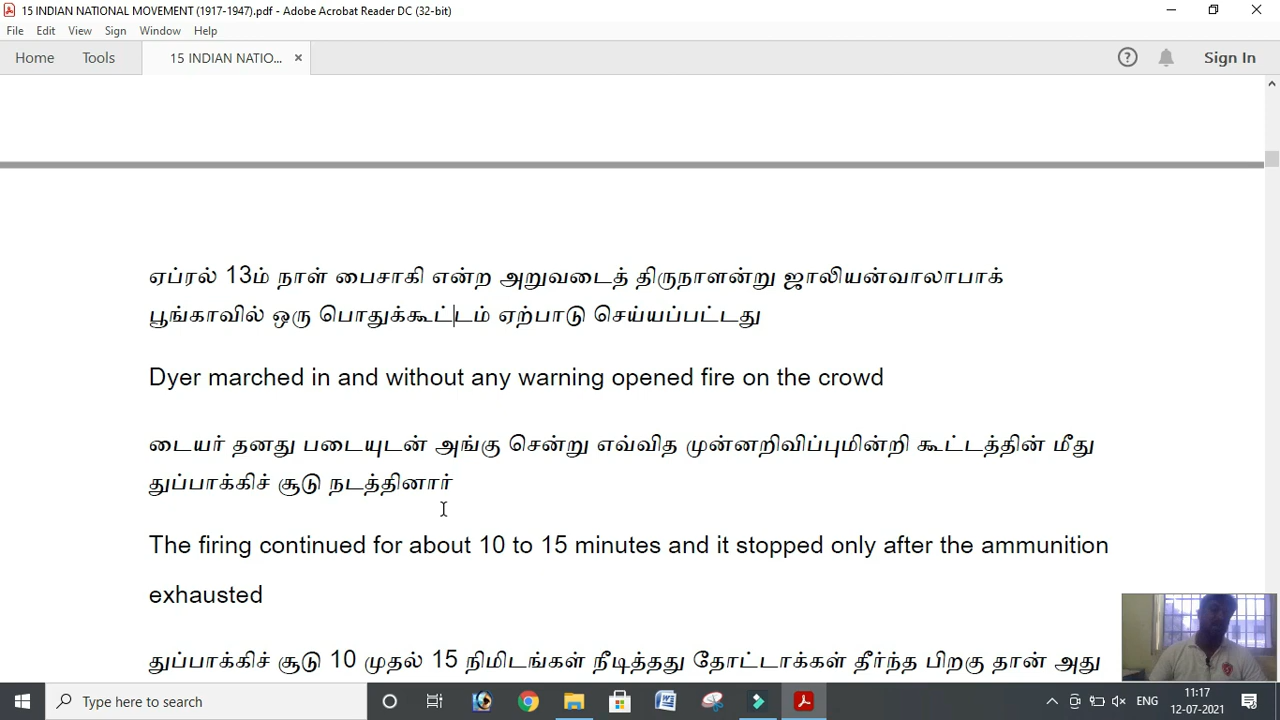 15 INDIAN NATIONAL MOVEMENT (1917-1947).pdf - Adobe Acrobat Reader DC (32-bit)
File Edit View Sign Window Help
Home Tools 15 INDIAN NATIO... × Sign In
ஏப்ரல் 13ம் நாள் பைசாகி என்ற அறுவடைத் திருநாளன்று ஜாலியன்வாலாபாக்
பூங்காவில் ஒரு பொதுக்கூட்டம் ஏற்பாடு செய்யப்பட்டது
Dyer marched in and without any warning opened fire on the crowd
டையர் தனது படையுடன் அங்கு சென்று எவ்வித முன்னறிவிப்புமின்றி கூட்டத்தின் மீது
துப்பாக்கிச் சூடு நடத்தினார்
The firing continued for about 10 to 15 minutes and it stopped only after the ammunition
exhausted
துப்பாக்கிச் சூடு 10 முதல் 15 நிமிடங்கள் நீடித்தது தோட்டாக்கள் தீர்ந்த பிறகு தான் அது
Type here to search ENG 11:17
12-07-2021